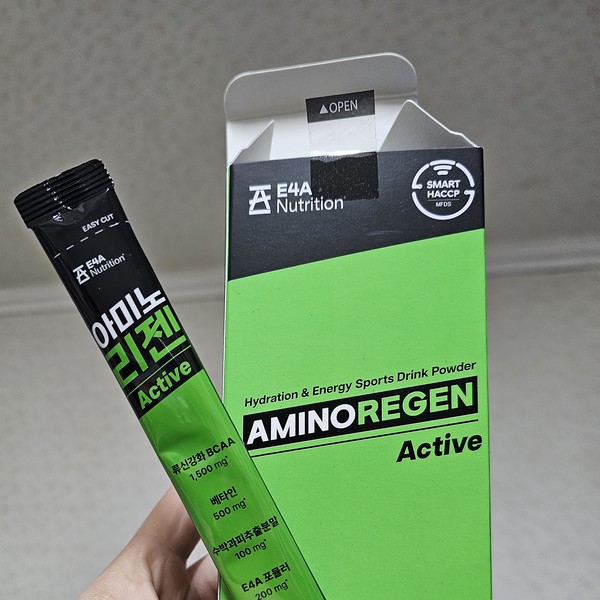 ▲OPEN
E4A
Nutrition
SMART
HACCP
MFDS
Hydration & Energy Sports Drink Powder
AMINOREGEN
Active
EASY CUT
E4A
Nutrition
아미노
리젠
Active
류신강화 BCAA
1,500 mg*
베타인
500 mg*
수박과피추출분말
100 mg*
E4A 포뮬러
200 mg*